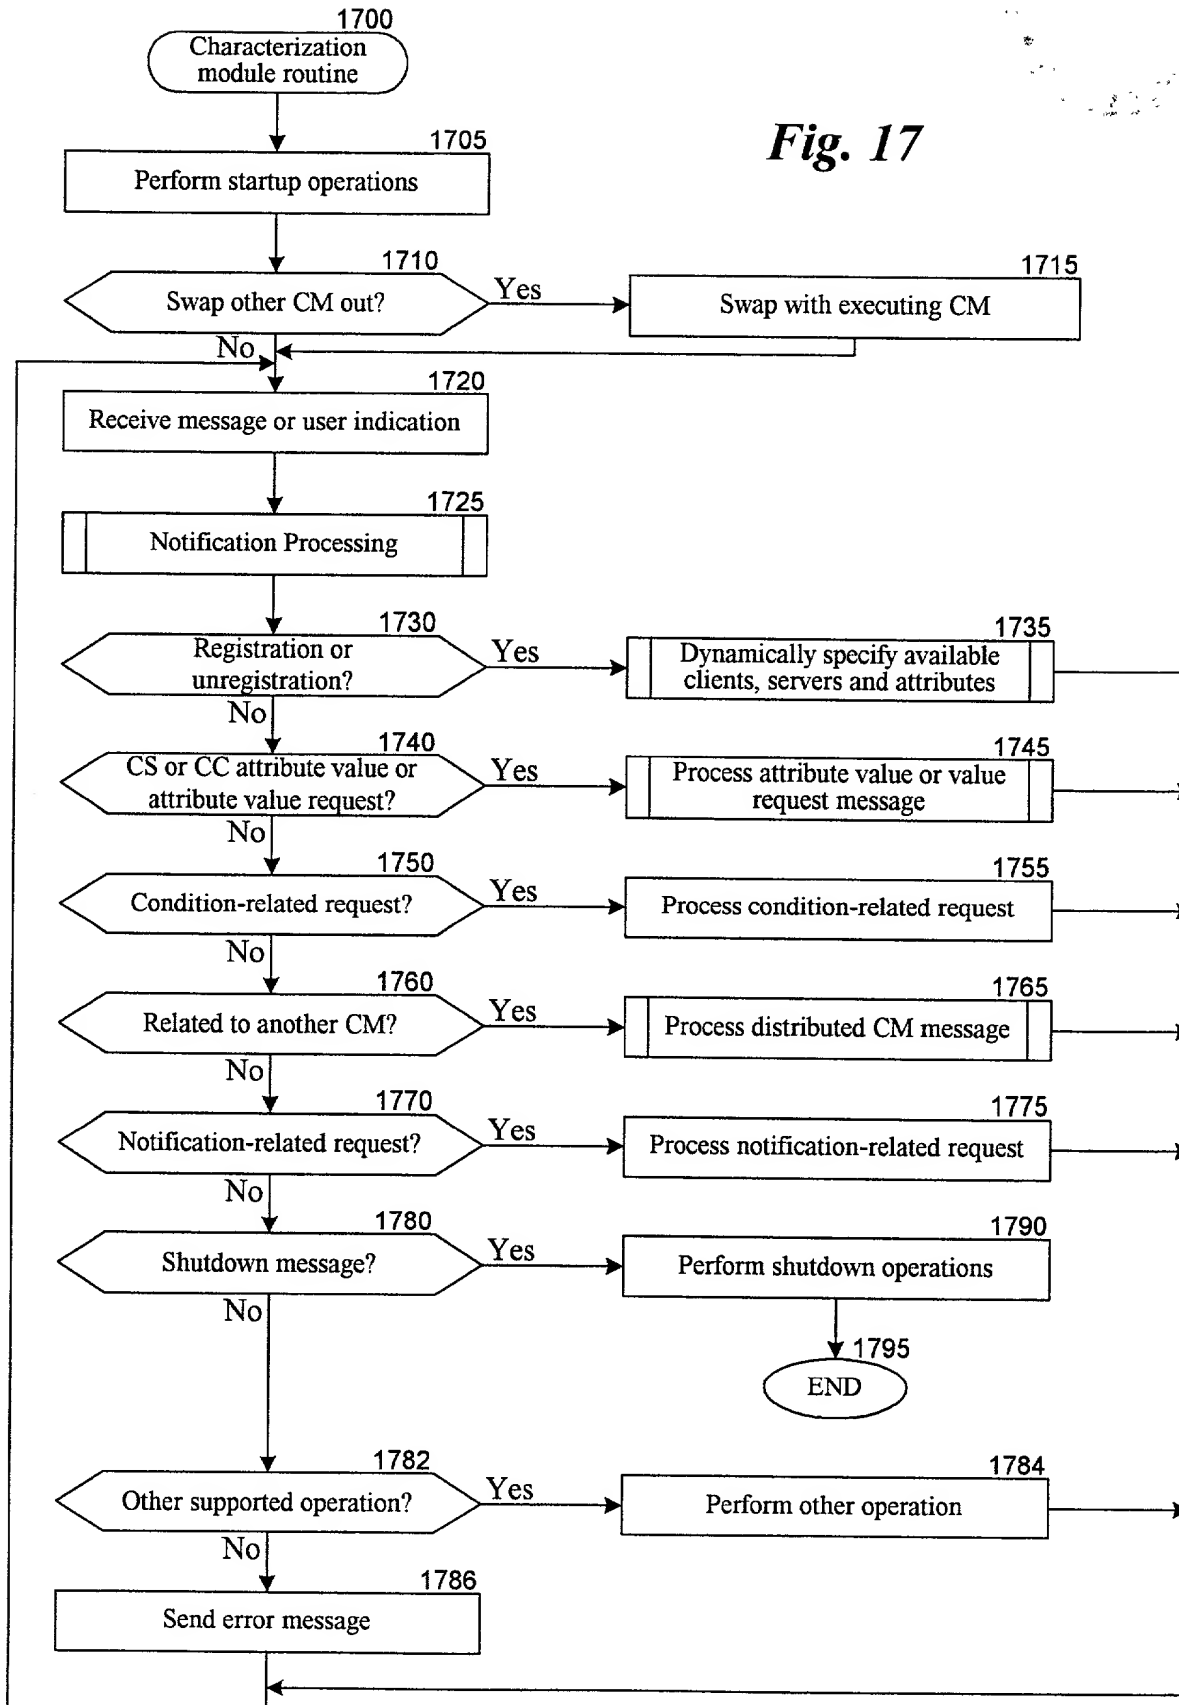 1700
Characterization
module routine
Fig. 17
1705
Perform startup operations
1710
Swap other CM out?
Yes
1715
Swap with executing CM
No
1720
Receive message or user indication
1725
Notification Processing
1730
Registration or
unregistration?
Yes
1735
Dynamically specify available
clients, servers and attributes
No
1740
CS or CC attribute value or
attribute value request?
Yes
1745
Process attribute value or value
request message
No
1750
Condition-related request?
Yes
1755
Process condition-related request
No
1760
Related to another CM?
Yes
1765
Process distributed CM message
No
1770
Notification-related request?
Yes
1775
Process notification-related request
No
1780
Shutdown message?
Yes
1790
Perform shutdown operations
No
1795
END
1782
Other supported operation?
Yes
1784
Perform other operation
No
1786
Send error message